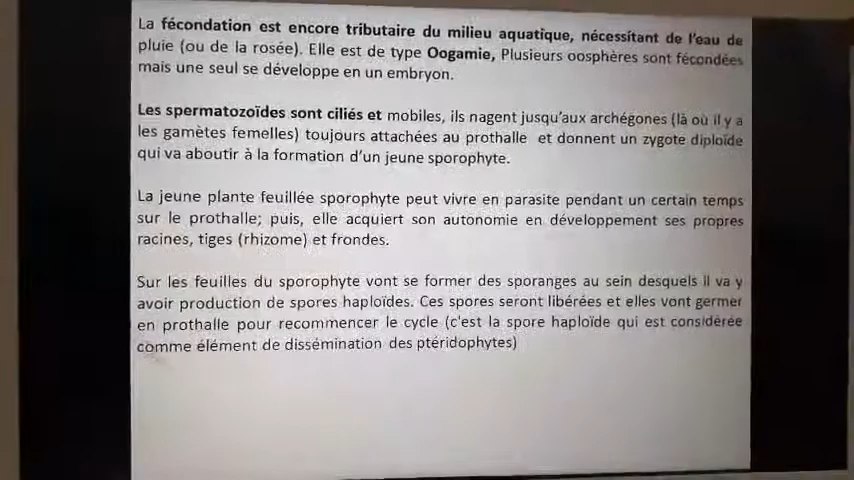 La fécondation est encore tributaire du milieu aquatique, nécessitant de l'eau de
pluie (ou de la rosée). Elle est de type Oogamie, Plusieurs oosphères sont fécondées
mais une seul se développe en un embryon.
Les spermatozoïdes sont ciliés et mobiles, ils nagent jusqu'aux archégones (là où il y a
les gamètes femelles) toujours attachées au prothalle et donnent un zygote diploïde
qui va aboutir à la formation d'un jeune sporophyte.
La jeune plante feuillée sporophyte peut vivre en parasite pendant un certain temps
sur le prothalle; puis, elle acquiert son autonomie en développement ses propres
racines, tiges (rhizome) et frondes.
Sur les feuilles du sporophyte vont se former des sporanges au sein desquels il va y
avoir production de spores haploïdes. Ces spores seront libérées et elles vont germer
en prothalle pour recommencer le cycle (c'est la spore haploïde qui est considérée
comme élément de dissémination des ptéridophytes)